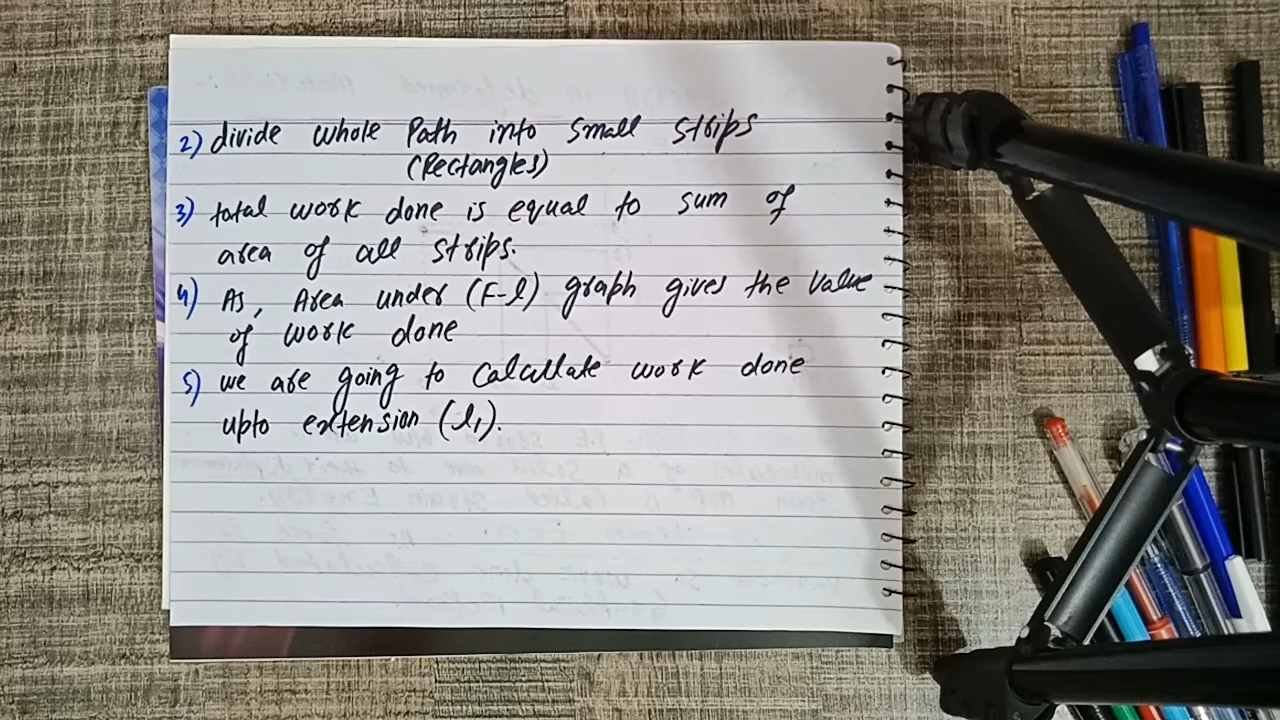 2) divide whole Path into small strips
(Rectangles)
3) total work done is equal to sum of
area of all strips.
4) As, Area under (F-l) graph gives the value
of work done
5) we are going to Calculate work done
upto extension (l₁).